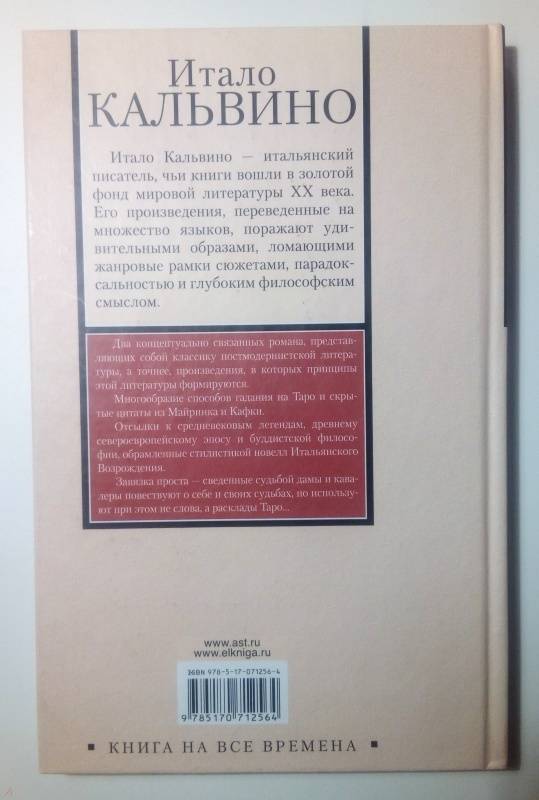 Итало
КАЛЬВИНО
Итало Кальвино — итальянский
писатель, чьи книги вошли в золотой
фонд мировой литературы XX века.
Его произведения, переведенные на
множество языков, поражают уди-
вительными образами, ломающими
жанровые рамки сюжетами, парадок-
сальностью и глубоким философским
смыслом.
Два концептуально связанных романа, представ-
ляющих собой классику постмодернистской литера-
туры, а точнее, произведения, в которых принципы
этой литературы формируются.
Многообразие способов гадания на Таро и скры-
тые цитаты из Майринка и Кафки.
Отсылки к средневековым легендам, древнему
североевропейскому эпосу и буддистской филосо-
фии, обрамленные стилистикой новелл Итальянского
Возрождения.
Завязка проста — сведенные судьбой дамы и кава-
леры повествуют о себе и своих судьбах, но использу-
ют при этом не слова, а расклады Таро...
www.ast.ru
www.elkniga.ru
ISBN 978-5-17-071256-4
9 785170 712564
▪ КНИГА НА ВСЕ ВРЕМЕНА ▪